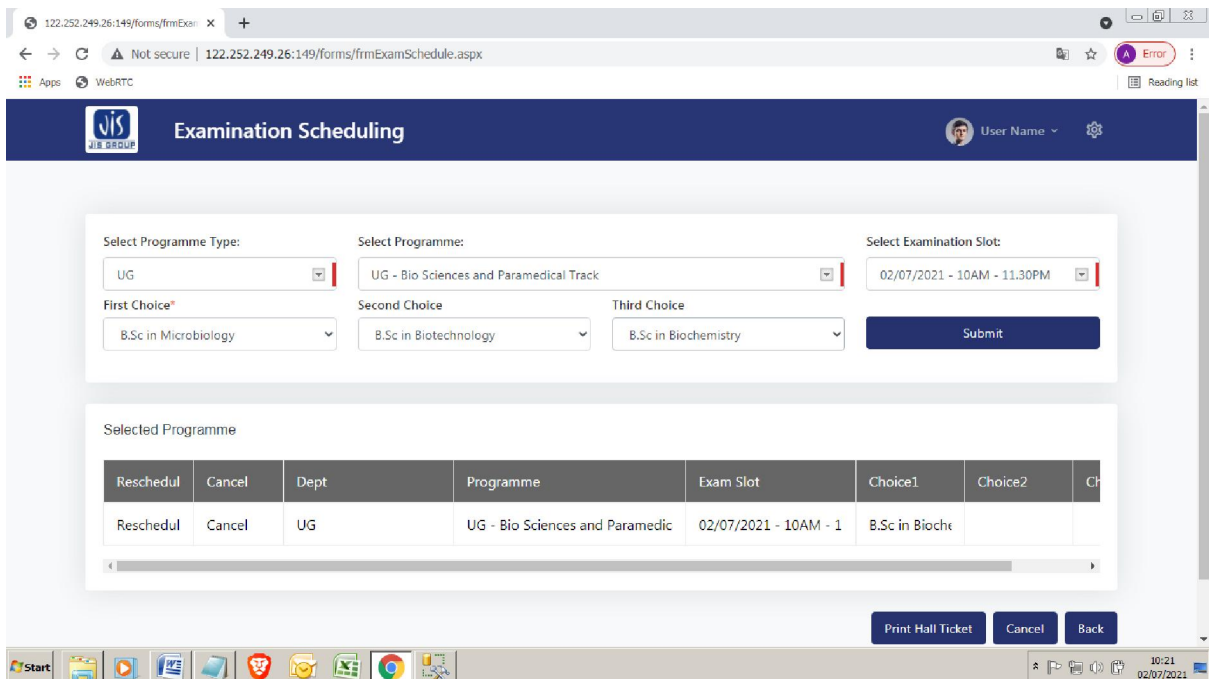 122.252.249.26:149/forms/frmExam
Not secure | 122.252.249.26:149/forms/frmExamSchedule.aspx
A Error
Apps WebRTC Reading list
JIS
JIS GROUP
Examination Scheduling
User Name
Select Programme Type: Select Programme: Select Examination Slot:
UG UG - Bio Sciences and Paramedical Track 02/07/2021 - 10AM - 11.30PM
First Choice* Second Choice Third Choice
B.Sc in Microbiology B.Sc in Biotechnology B.Sc in Biochemistry Submit
Selected Programme
Reschedul Cancel Dept Programme Exam Slot Choice1 Choice2 Ch
Reschedul Cancel UG UG - Bio Sciences and Paramedic 02/07/2021 - 10AM - 1 B.Sc in Bioche
Print Hall Ticket Cancel Back
Start 10:21
02/07/2021